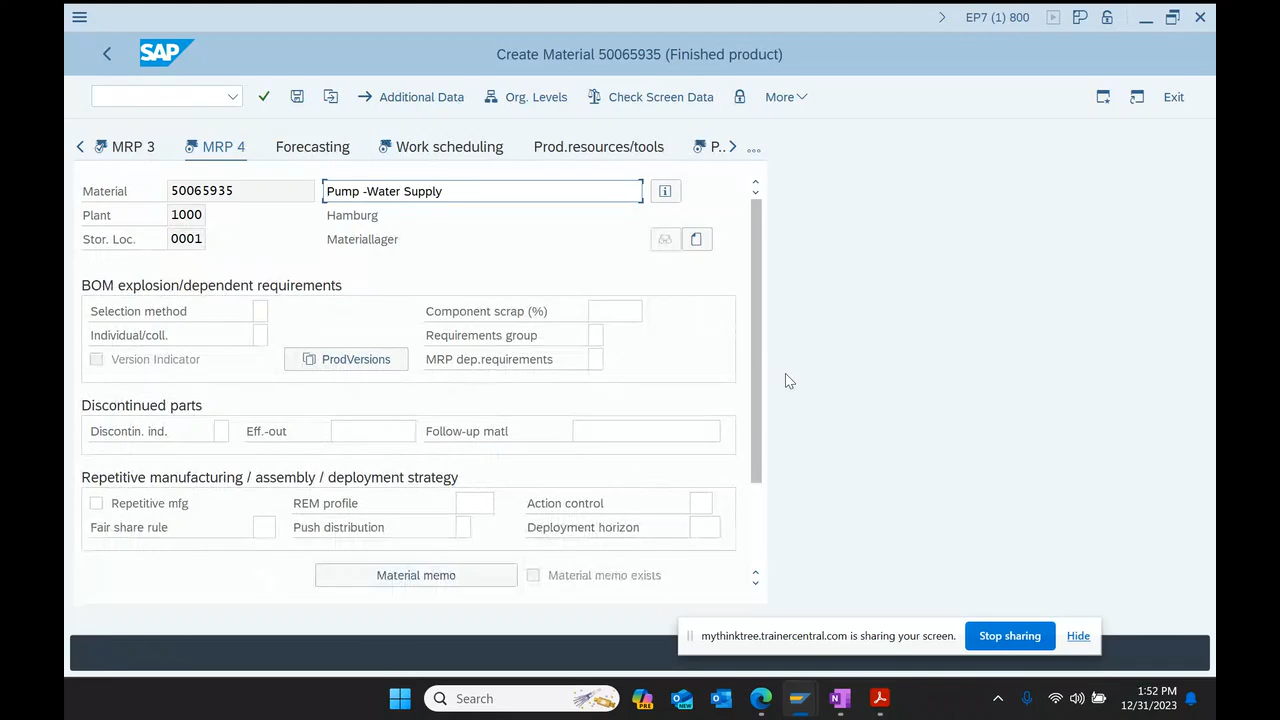 EP7 (1) 800
SAP
Create Material 50065935 (Finished product)
Additional Data
Org. Levels
Check Screen Data
More
Exit
MRP 3
MRP 4
Forecasting
Work scheduling
Prod.resources/tools
P..
Material 50065935 Pump -Water Supply
Plant 1000 Hamburg
Stor. Loc. 0001 Materiallager
BOM explosion/dependent requirements
Selection method Component scrap (%)
Individual/coll. Requirements group
Version Indicator ProdVersions MRP dep.requirements
Discontinued parts
Discontin. ind. Eff.-out Follow-up matl
Repetitive manufacturing / assembly / deployment strategy
Repetitive mfg REM profile Action control
Fair share rule Push distribution Deployment horizon
Material memo Material memo exists
mythinktree.trainercentral.com is sharing your screen. Stop sharing Hide
Search
PRE
NEW
1:52 PM
12/31/2023